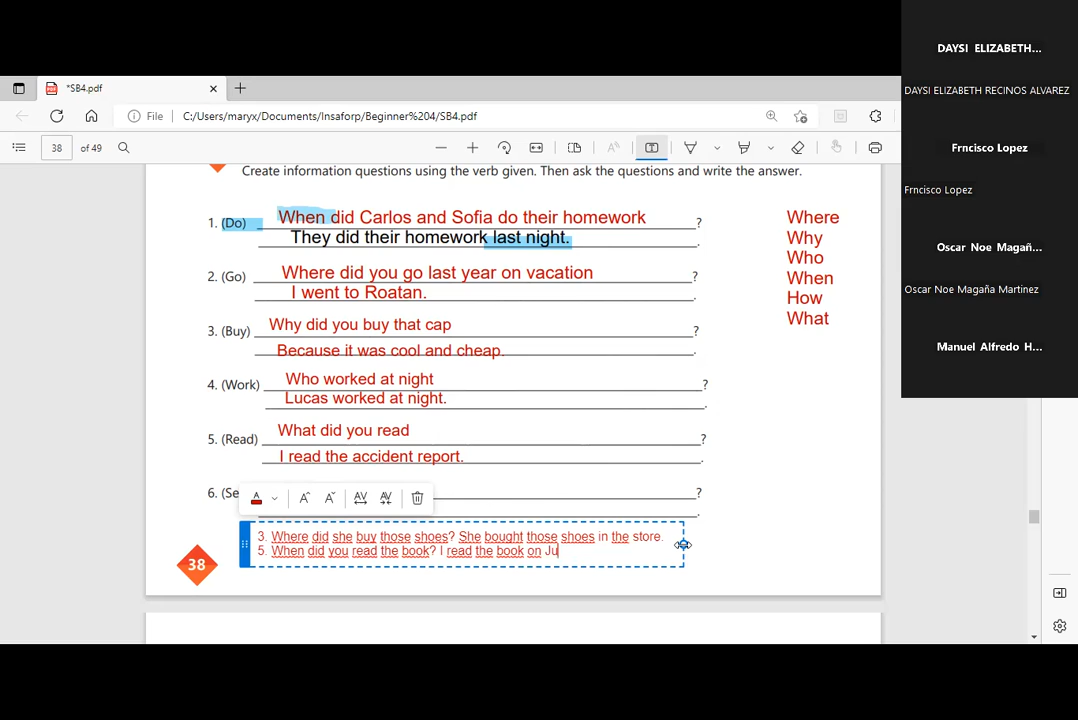 DAYSI ELIZABETH...
DAYSI ELIZABETH RECINOS ALVAREZ
Frncisco Lopez
Frncisco Lopez
Oscar Noe Magañ...
Oscar Noe Magaña Martinez
Manuel Alfredo H...
*SB4.pdf
File
C:/Users/maryx/Documents/Insaforp/Beginner%204/SB4.pdf
38 of 49
Create information questions using the verb given. Then ask the questions and write the answer.
1. (Do) When did Carlos and Sofia do their homework ?
They did their homework last night. .
2. (Go) Where did you go last year on vacation ?
I went to Roatan. .
3. (Buy) Why did you buy that cap ?
Because it was cool and cheap. .
4. (Work) Who worked at night ?
Lucas worked at night. .
5. (Read) What did you read ?
I read the accident report. .
6. (Se ?
.
Where
Why
Who
When
How
What
3. Where did she buy those shoes? She bought those shoes in the store.
5. When did you read the book? I read the book on Ju
38